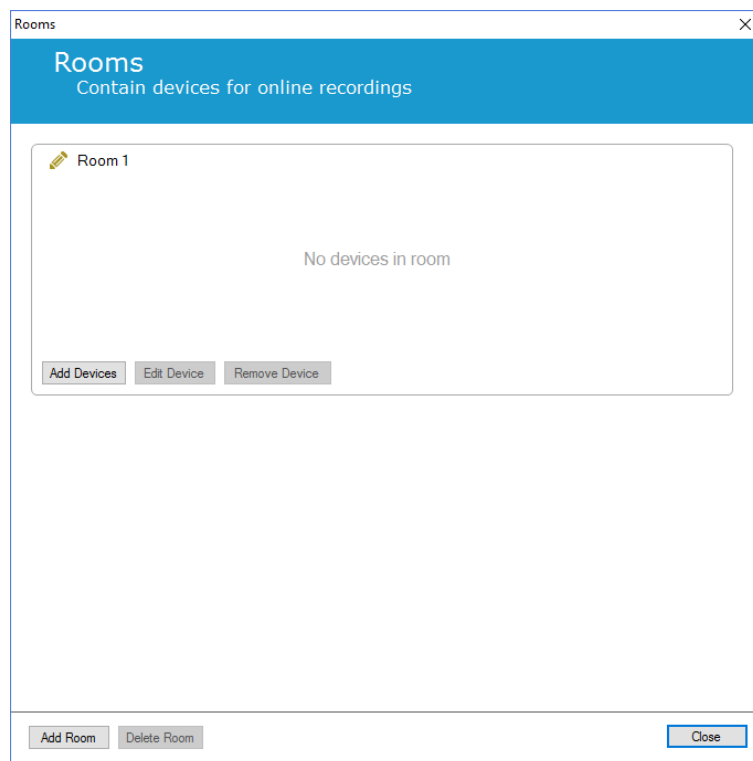 Rooms
Rooms
Contain devices for online recordings
Room 1
No devices in room
Add Devices Edit Device Remove Device
Add Room Delete Room Close